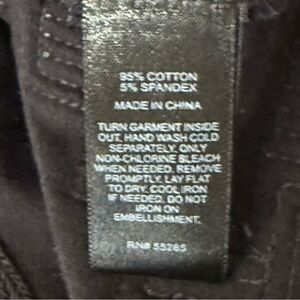 95% COTTON
5% SPANDEX
MADE IN CHINA
TURN GARMENT INSIDE
OUT. HAND WASH COLD
SEPARATELY. ONLY
NON-CHLORINE BLEACH
WHEN NEEDED. REMOVE
PROMPTLY. LAY FLAT
TO DRY. COOL IRON
IF NEEDED. DO NOT
IRON ON
EMBELLISHMENT.
RN# 55285